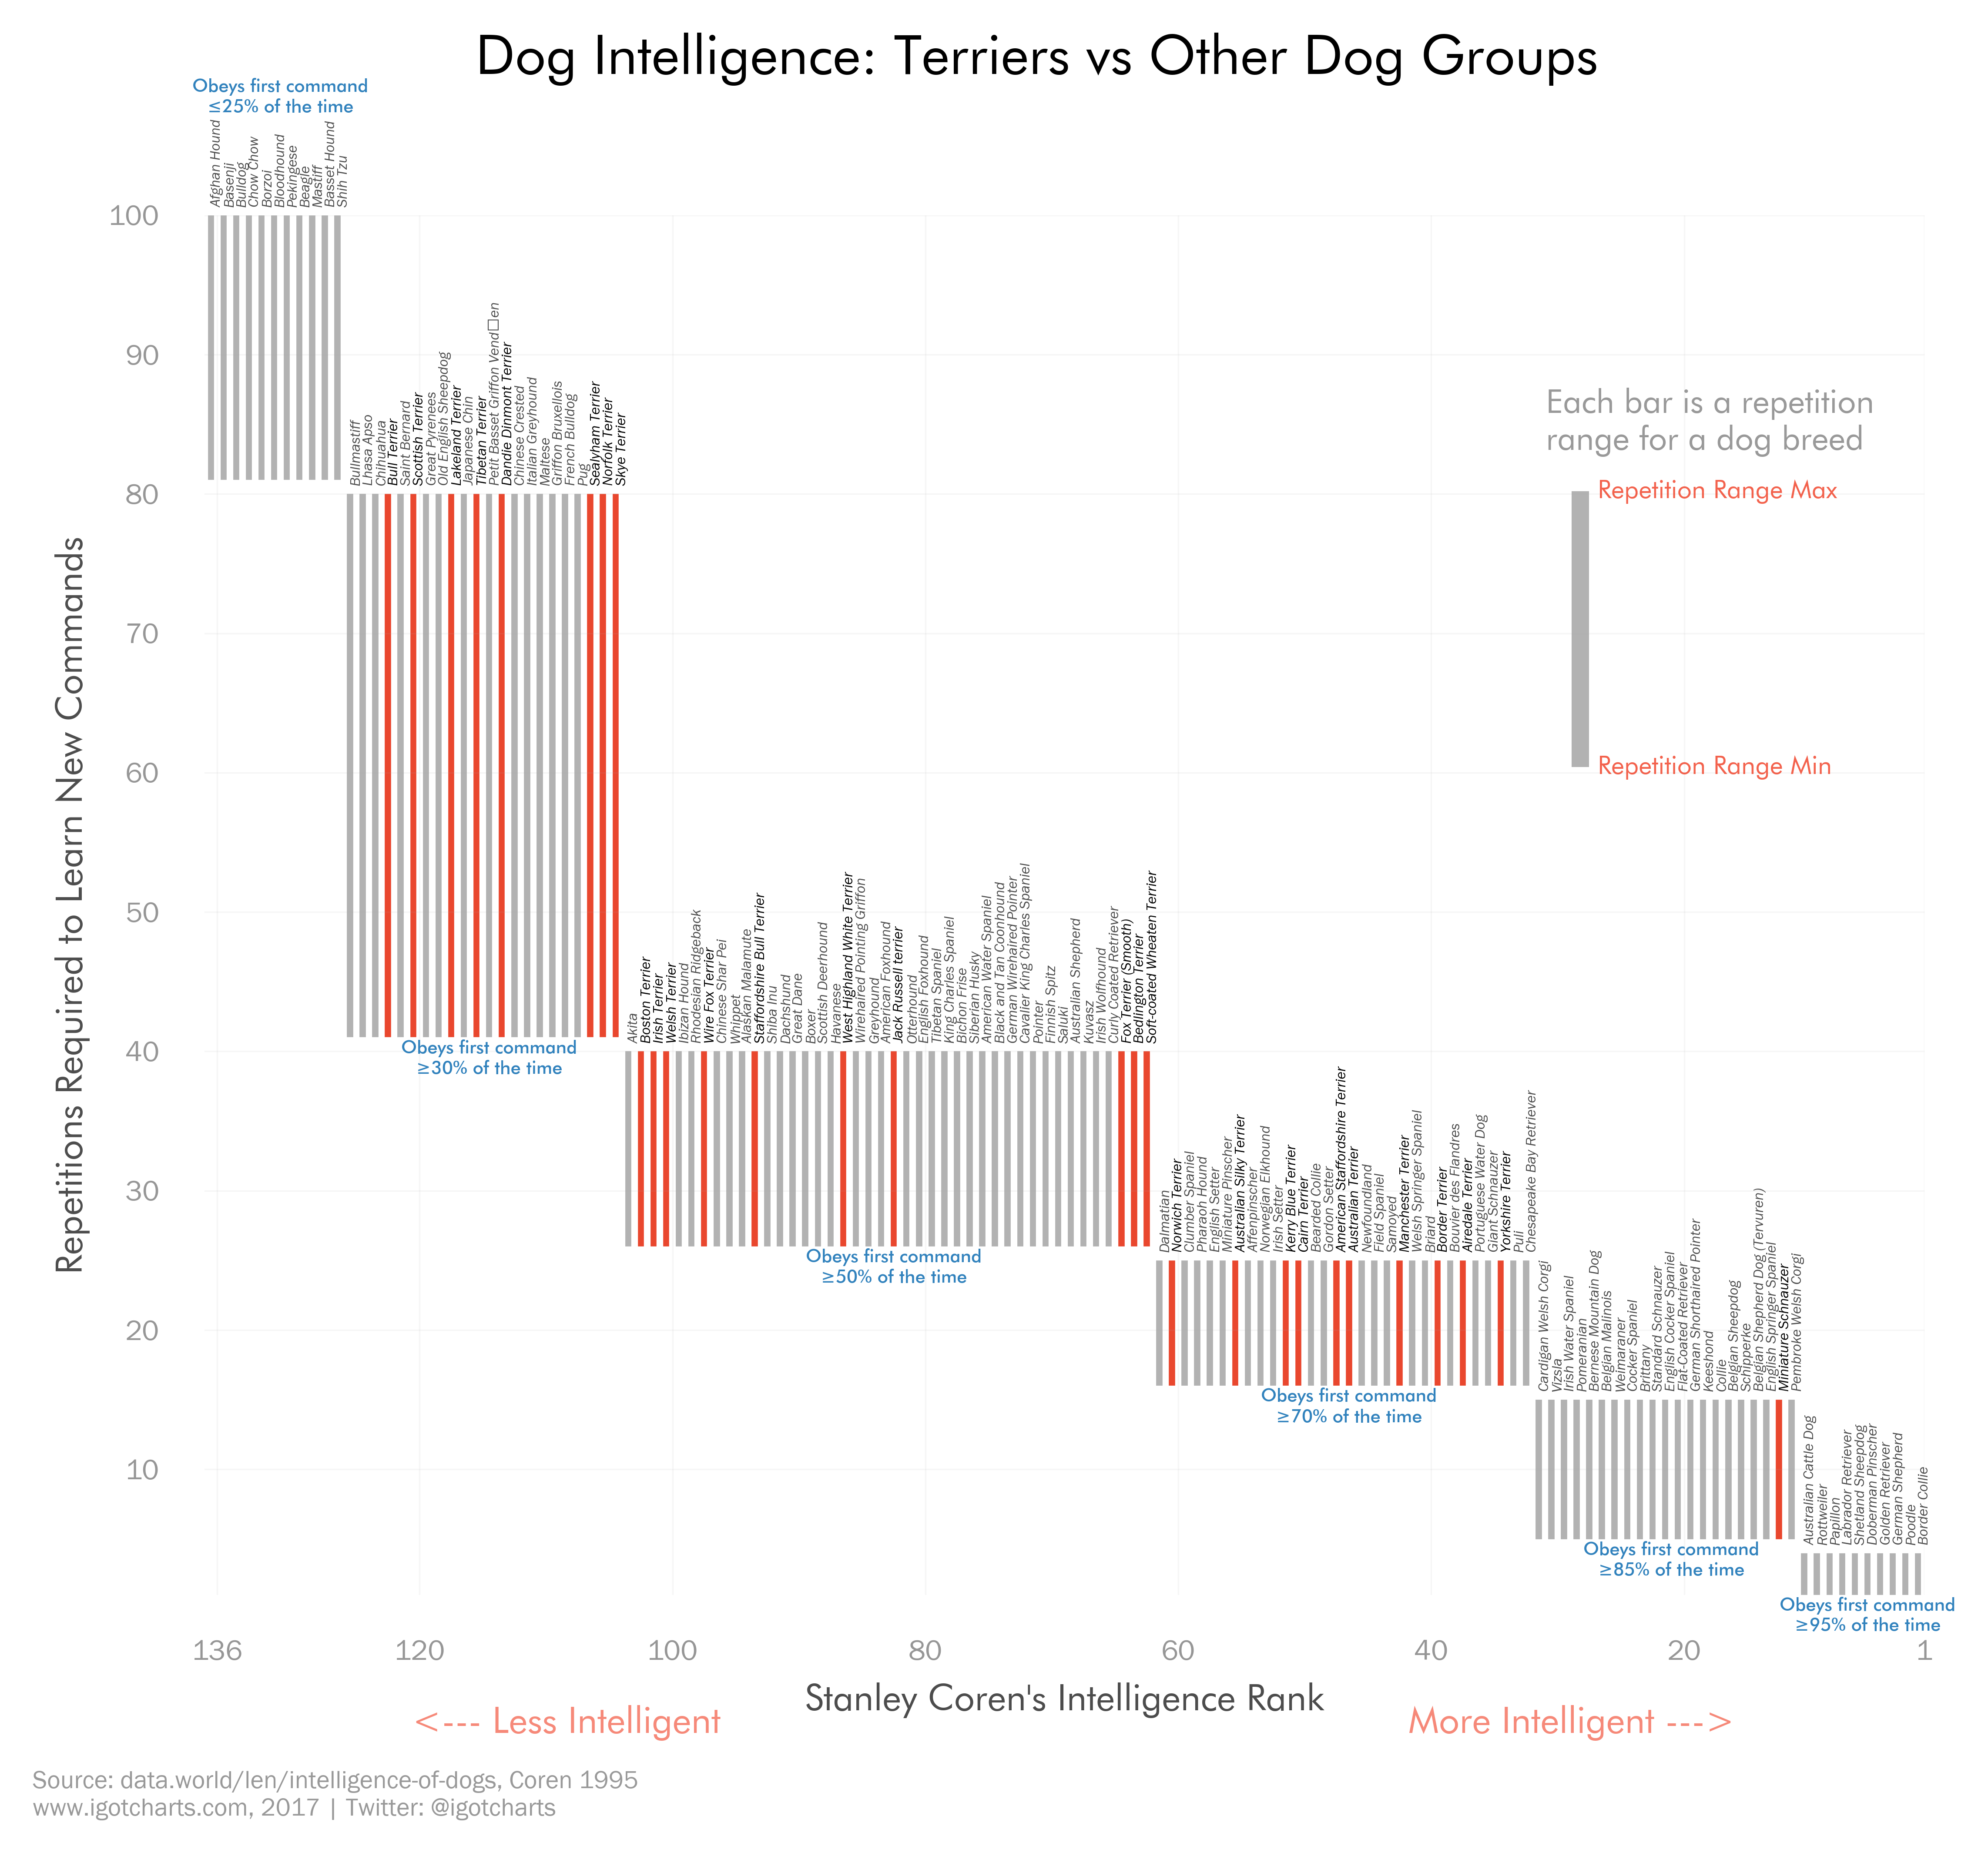 Dog Intelligence: Terriers vs Other Dog Groups
Obeys first command
≤25% of the time
Afghan Hound
Basenji
Bulldog
Chow Chow
Borzoi
Bloodhound
Pekingese
Beagle
Mastiff
Basset Hound
Shih Tzu
Bullmastiff
Lhasa Apso
Chihuahua
Bull Terrier
Saint Bernard
Scottish Terrier
Great Pyrenees
Old English Sheepdog
Lakeland Terrier
Japanese Chin
Tibetan Terrier
Petit Basset Griffon Vend□en
Dandie Dinmont Terrier
Chinese Crested
Italian Greyhound
Maltese
Griffon Bruxellois
French Bulldog
Pug
Sealyham Terrier
Norfolk Terrier
Skye Terrier
Obeys first command
≥30% of the time
Akita
Boston Terrier
Irish Terrier
Welsh Terrier
Ibizan Hound
Rhodesian Ridgeback
Wire Fox Terrier
Chinese Shar Pei
Whippet
Alaskan Malamute
Staffordshire Bull Terrier
Shiba Inu
Dachshund
Great Dane
Boxer
Scottish Deerhound
Havanese
West Highland White Terrier
Wirehaired Pointing Griffon
Greyhound
American Foxhound
Jack Russell terrier
Otterhound
English Foxhound
Tibetan Spaniel
King Charles Spaniel
Bichon Frise
Siberian Husky
American Water Spaniel
Black and Tan Coonhound
German Wirehaired Pointer
Cavalier King Charles Spaniel
Pointer
Finnish Spitz
Saluki
Australian Shepherd
Kuvasz
Irish Wolfhound
Curly Coated Retriever
Fox Terrier (Smooth)
Bedlington Terrier
Soft-coated Wheaten Terrier
Obeys first command
≥50% of the time
Dalmatian
Norwich Terrier
Clumber Spaniel
Pharaoh Hound
English Setter
Miniature Pinscher
Australian Silky Terrier
Affenpinscher
Norwegian Elkhound
Irish Setter
Kerry Blue Terrier
Cairn Terrier
Bearded Collie
Gordon Setter
American Staffordshire Terrier
Australian Terrier
Newfoundland
Field Spaniel
Samoyed
Manchester Terrier
Welsh Springer Spaniel
Briard
Border Terrier
Bouvier des Flandres
Airedale Terrier
Portuguese Water Dog
Giant Schnauzer
Yorkshire Terrier
Puli
Chesapeake Bay Retriever
Obeys first command
≥70% of the time
Cardigan Welsh Corgi
Vizsla
Irish Water Spaniel
Pomeranian
Bernese Mountain Dog
Belgian Malinois
Weimaraner
Cocker Spaniel
Brittany
Standard Schnauzer
English Cocker Spaniel
Flat-Coated Retriever
German Shorthaired Pointer
Keeshond
Collie
Belgian Sheepdog
Schipperke
Belgian Shepherd Dog (Tervuren)
English Springer Spaniel
Miniature Schnauzer
Pembroke Welsh Corgi
Obeys first command
≥85% of the time
Australian Cattle Dog
Rottweiler
Papillon
Labrador Retriever
Shetland Sheepdog
Doberman Pinscher
Golden Retriever
German Shepherd
Poodle
Border Collie
Obeys first command
≥95% of the time
Each bar is a repetition
range for a dog breed
Repetition Range Max
Repetition Range Min
Repetitions Required to Learn New Commands
100
90
80
70
60
50
40
30
20
10
136
120
100
80
60
40
20
1
Stanley Coren's Intelligence Rank
<--- Less Intelligent
More Intelligent --->
Source: data.world/len/intelligence-of-dogs, Coren 1995
www.igotcharts.com, 2017 | Twitter: @igotcharts